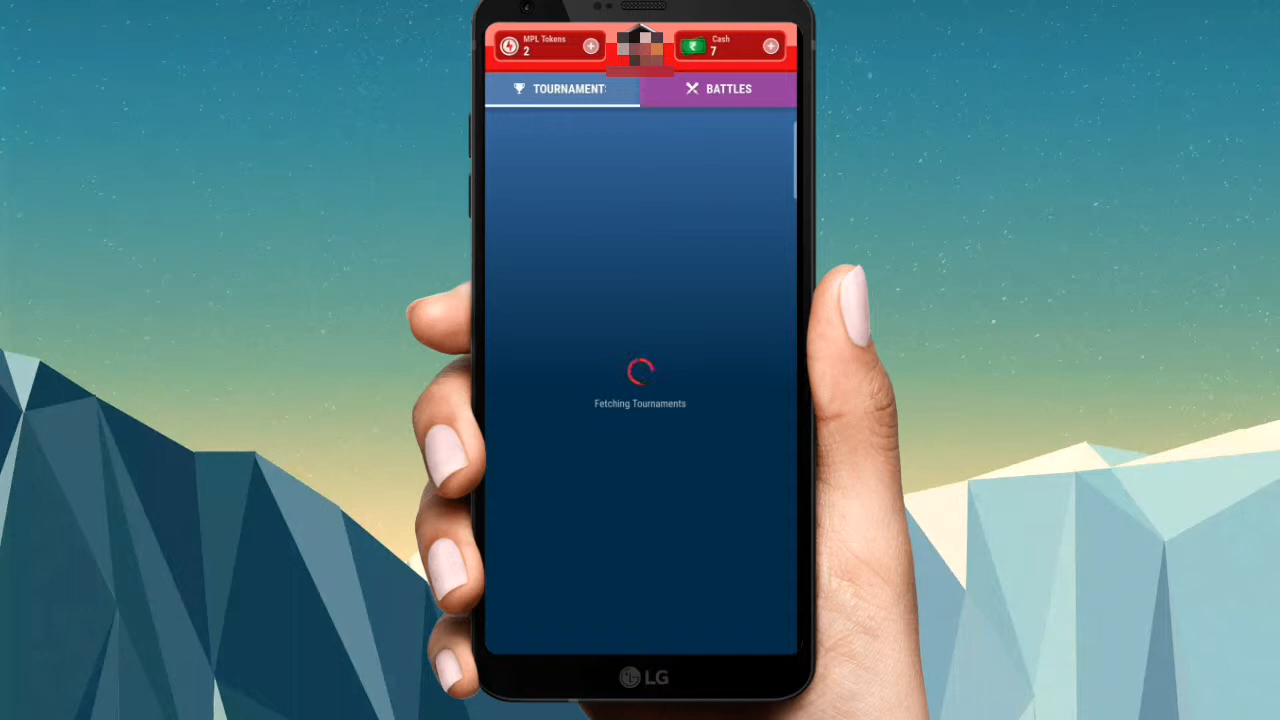 MPL Tokens
2
Cash
7
TOURNAMENT
BATTLES
Fetching Tournaments
LG